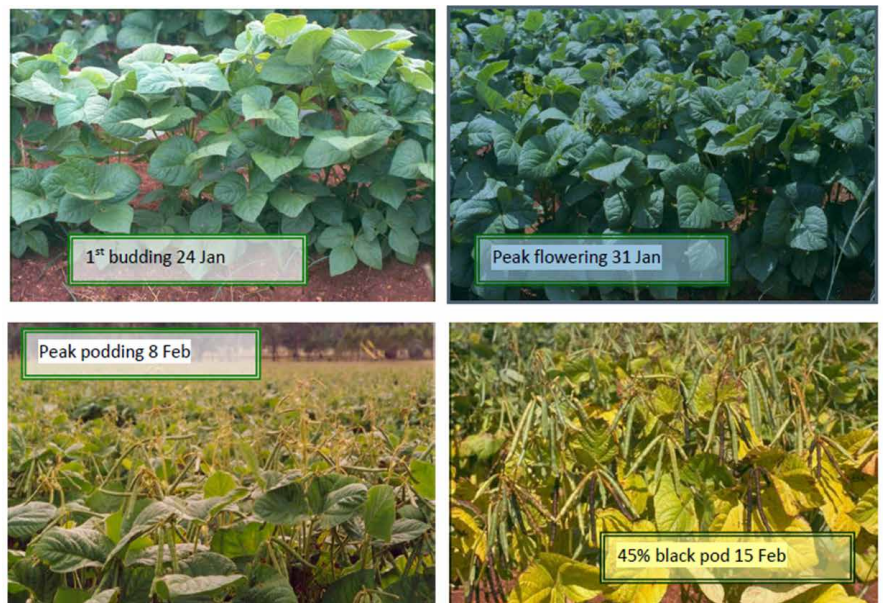 1st budding 24 Jan
Peak flowering 31 Jan
Peak podding 8 Feb
45% black pod 15 Feb